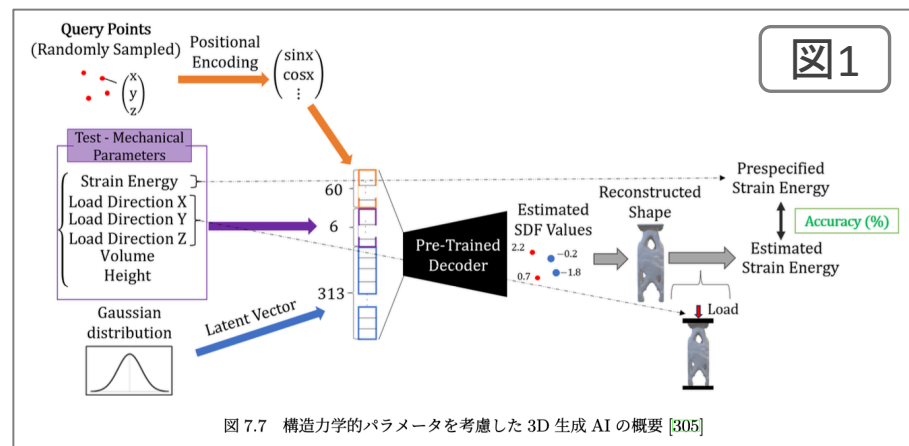 Query Points
(Randomly Sampled)
Positional
Encoding
x
y
z
sinx
cosx
⋮
図1
Test - Mechanical
Parameters
Strain Energy
Load Direction X
Load Direction Y
Load Direction Z
Volume
Height
60
6
313
Gaussian
distribution
Latent Vector
Pre-Trained
Decoder
Estimated
SDF Values
2.2
−0.2
−1.8
0.7
Reconstructed
Shape
Prespecified
Strain Energy
Accuracy (%)
Estimated
Strain Energy
Load
図 7.7 構造力学的パラメータを考慮した 3D 生成 AI の概要 [305]